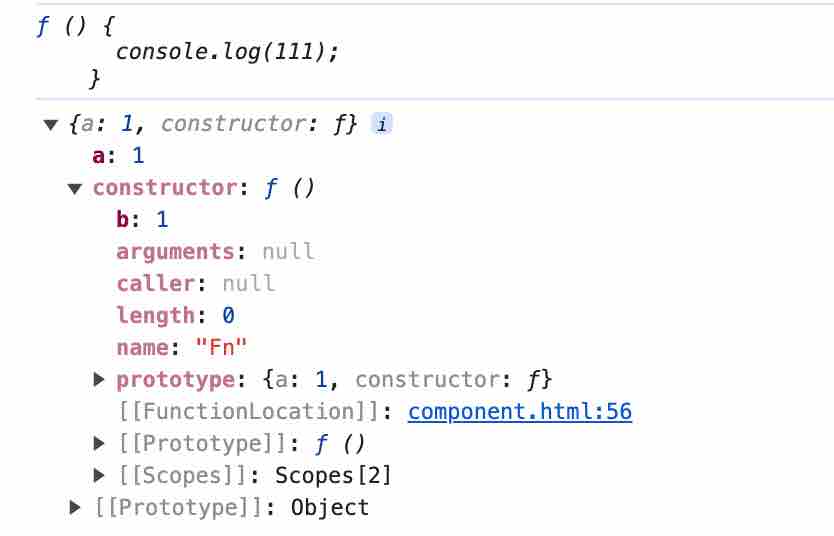 f () {
console.log(111);
}
▼ {a: 1, constructor: f} i
a: 1
▼ constructor: f ()
b: 1
arguments: null
caller: null
length: 0
name: "Fn"
▶ prototype: {a: 1, constructor: f}
[[FunctionLocation]]: component.html:56
▶ [[Prototype]]: f ()
▶ [[Scopes]]: Scopes[2]
▶ [[Prototype]]: Object